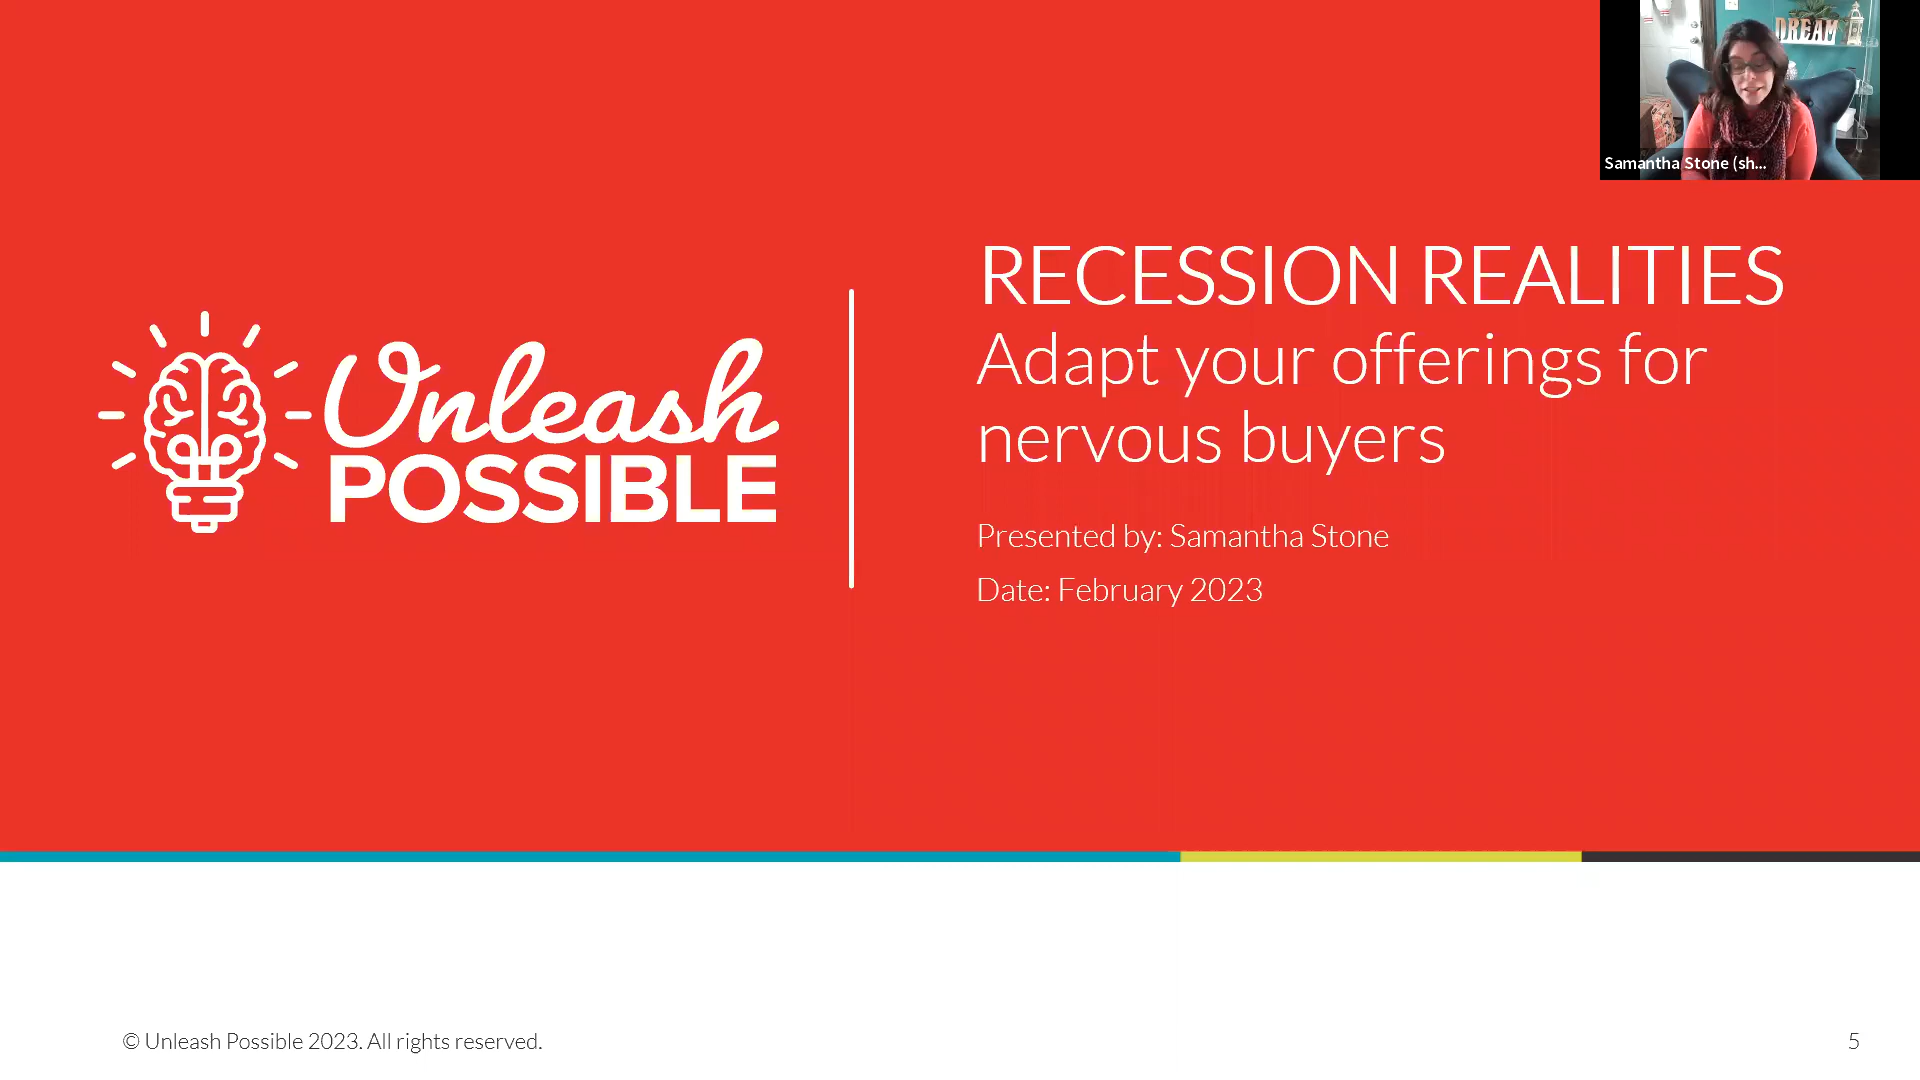 DREAM
Samantha Stone (sh...
RECESSION REALITIES
Adapt your offerings for
nervous buyers
Unleash
POSSIBLE
Presented by: Samantha Stone
Date: February 2023
© Unleash Possible 2023. All rights reserved.
5